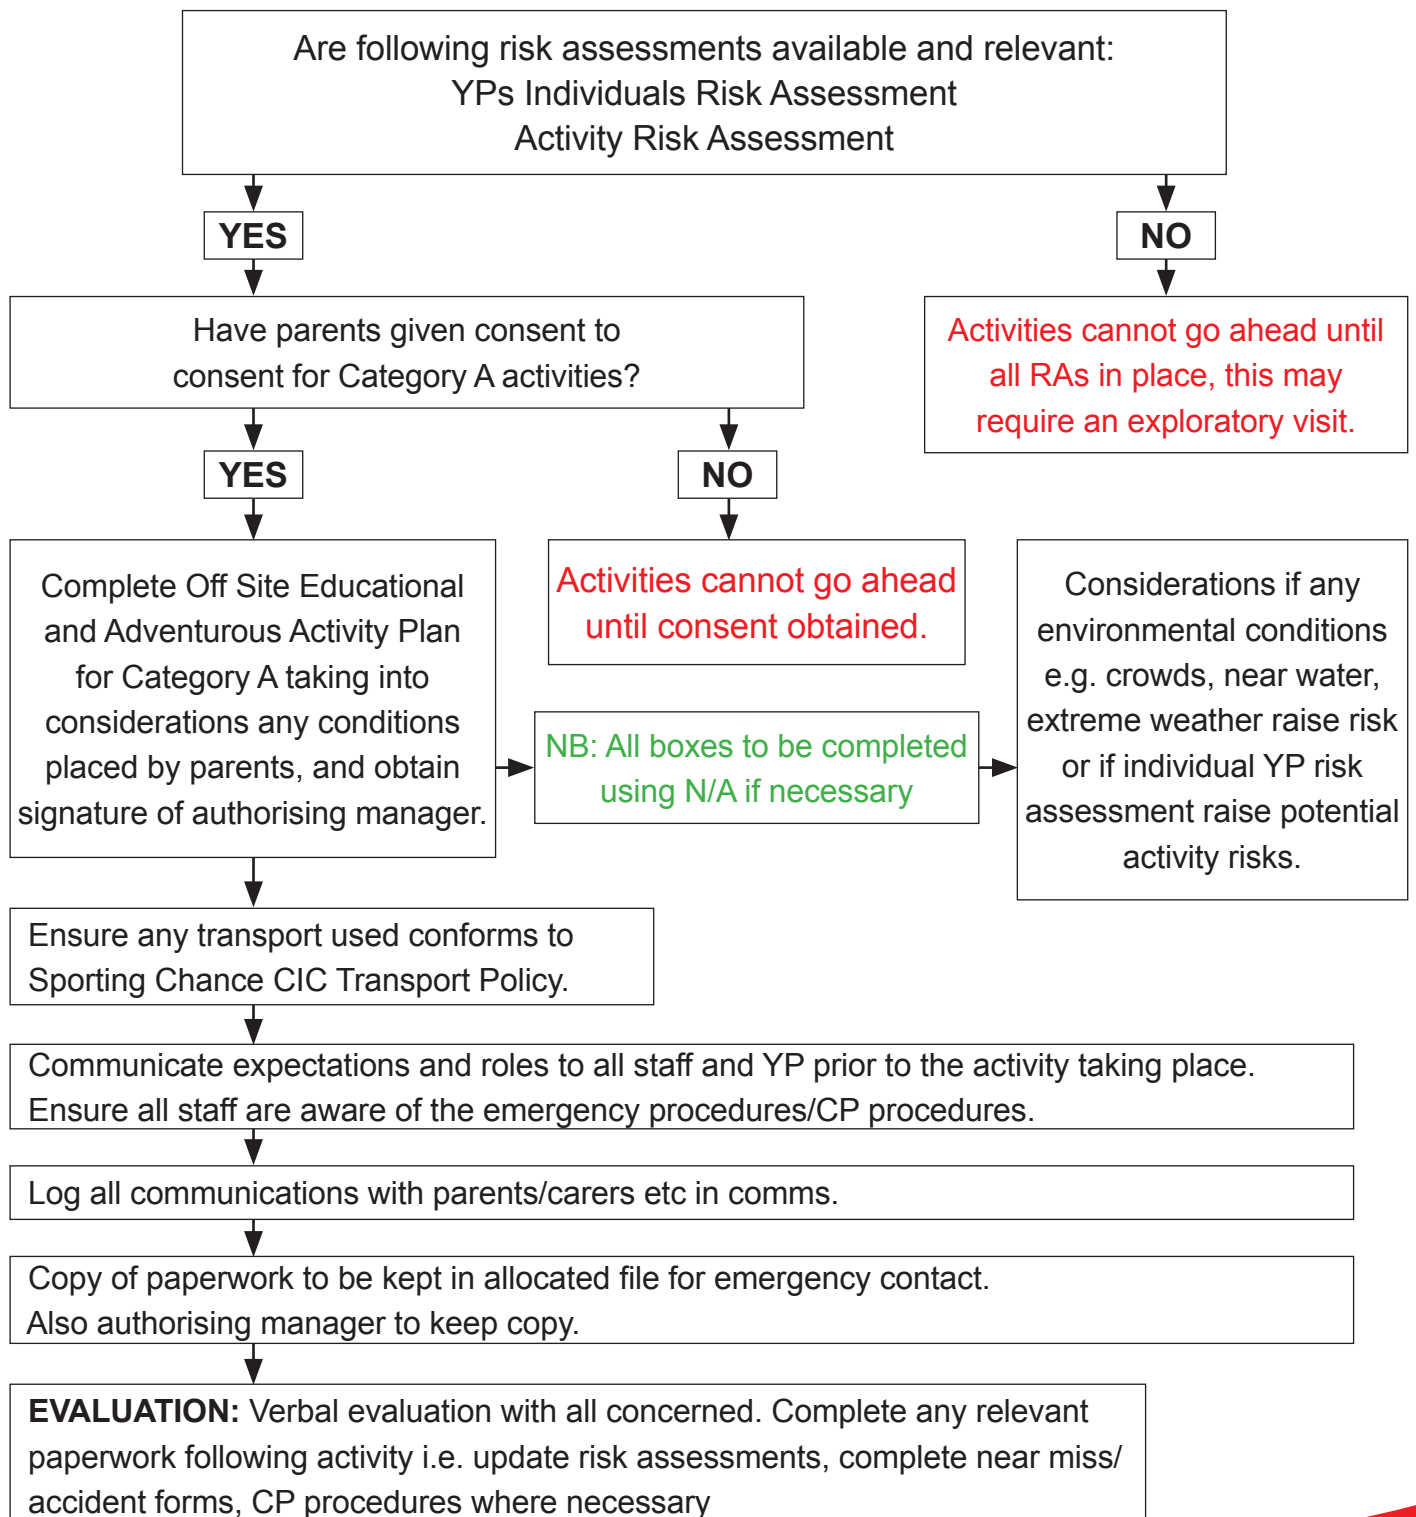 Are following risk assessments available and relevant:
YPs Individuals Risk Assessment
Activity Risk Assessment
YES
NO
Have parents given consent to
consent for Category A activities?
Activities cannot go ahead until
all RAs in place, this may
require an exploratory visit.
YES
NO
Complete Off Site Educational
and Adventurous Activity Plan
for Category A taking into
considerations any conditions
placed by parents, and obtain
signature of authorising manager.
Activities cannot go ahead
until consent obtained.
NB: All boxes to be completed
using N/A if necessary
Considerations if any
environmental conditions
e.g. crowds, near water,
extreme weather raise risk
or if individual YP risk
assessment raise potential
activity risks.
Ensure any transport used conforms to
Sporting Chance CIC Transport Policy.
Communicate expectations and roles to all staff and YP prior to the activity taking place.
Ensure all staff are aware of the emergency procedures/CP procedures.
Log all communications with parents/carers etc in comms.
Copy of paperwork to be kept in allocated file for emergency contact.
Also authorising manager to keep copy.
EVALUATION: Verbal evaluation with all concerned. Complete any relevant
paperwork following activity i.e. update risk assessments, complete near miss/
accident forms, CP procedures where necessary